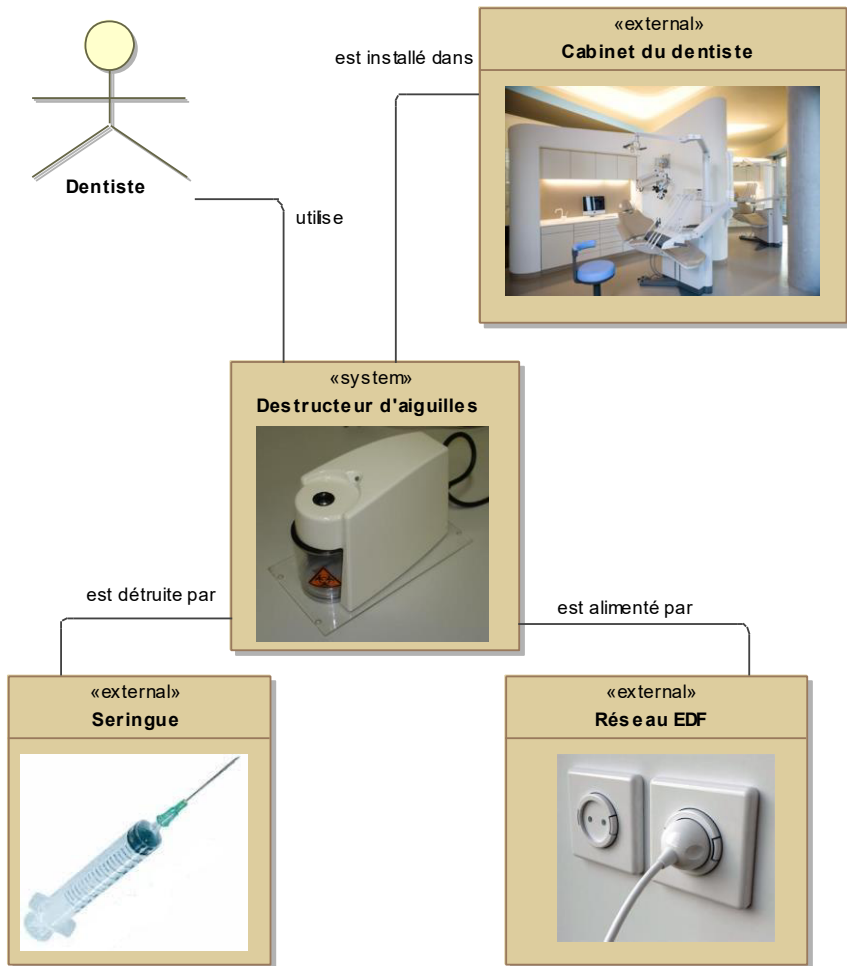 «external»
Cabinet du dentiste
est installé dans
Dentiste
utilise
«system»
Destructeur d'aiguilles
est détruite par
est alimenté par
«external»
Seringue
«external»
Réseau EDF